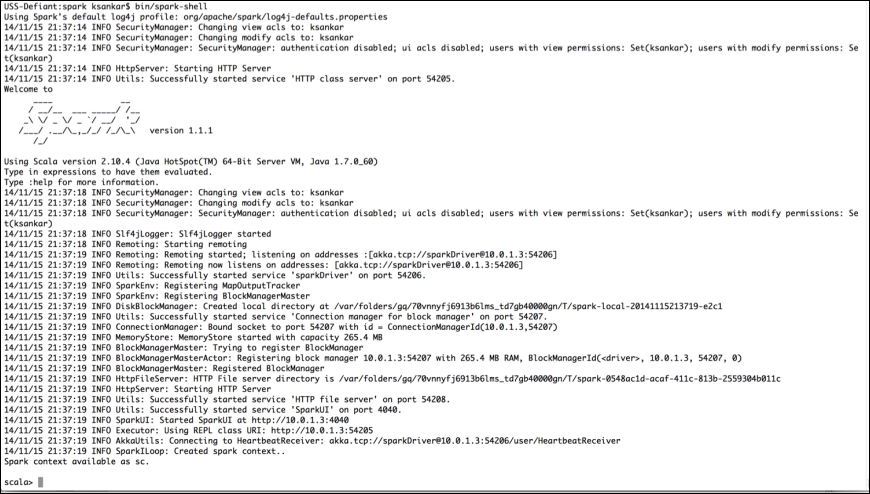 USS-Defiant:spark ksankar$ bin/spark-shell
Using Spark's default log4j profile: org/apache/spark/log4j-defaults.properties
14/11/15 21:37:14 INFO SecurityManager: Changing view acls to: ksankar
14/11/15 21:37:14 INFO SecurityManager: Changing modify acls to: ksankar
14/11/15 21:37:14 INFO SecurityManager: SecurityManager: authentication disabled; ui acls disabled; users with view permissions: Set(ksankar); users with modify permissions: Se
t(ksankar)
14/11/15 21:37:14 INFO HttpServer: Starting HTTP Server
14/11/15 21:37:14 INFO Utils: Successfully started service 'HTTP class server' on port 54205.
Welcome to
      ____              __
     / __/__  ___ _____/ /__
    _\ \/ _ \/ _ `/ __/  '_/
   /___/ .__/\_,_/_/ /_/\_\   version 1.1.1
      /_/
Using Scala version 2.10.4 (Java HotSpot(TM) 64-Bit Server VM, Java 1.7.0_60)
Type in expressions to have them evaluated.
Type :help for more information.
14/11/15 21:37:18 INFO SecurityManager: Changing view acls to: ksankar
14/11/15 21:37:18 INFO SecurityManager: Changing modify acls to: ksankar
14/11/15 21:37:18 INFO SecurityManager: SecurityManager: authentication disabled; ui acls disabled; users with view permissions: Set(ksankar); users with modify permissions: Se
t(ksankar)
14/11/15 21:37:18 INFO Slf4jLogger: Slf4jLogger started
14/11/15 21:37:18 INFO Remoting: Starting remoting
14/11/15 21:37:19 INFO Remoting: Remoting started; listening on addresses :[akka.tcp://sparkDriver@10.0.1.3:54206]
14/11/15 21:37:19 INFO Remoting: Remoting now listens on addresses: [akka.tcp://sparkDriver@10.0.1.3:54206]
14/11/15 21:37:19 INFO Utils: Successfully started service 'sparkDriver' on port 54206.
14/11/15 21:37:19 INFO SparkEnv: Registering MapOutputTracker
14/11/15 21:37:19 INFO SparkEnv: Registering BlockManagerMaster
14/11/15 21:37:19 INFO DiskBlockManager: Created local directory at /var/folders/gq/70vnnyfj6913b6lms_td7gb40000gn/T/spark-local-20141115213719-e2c1
14/11/15 21:37:19 INFO Utils: Successfully started service 'Connection manager for block manager' on port 54207.
14/11/15 21:37:19 INFO ConnectionManager: Bound socket to port 54207 with id = ConnectionManagerId(10.0.1.3,54207)
14/11/15 21:37:19 INFO MemoryStore: MemoryStore started with capacity 265.4 MB
14/11/15 21:37:19 INFO BlockManagerMaster: Trying to register BlockManager
14/11/15 21:37:19 INFO BlockManagerMasterActor: Registering block manager 10.0.1.3:54207 with 265.4 MB RAM, BlockManagerId(<driver>, 10.0.1.3, 54207, 0)
14/11/15 21:37:19 INFO BlockManagerMaster: Registered BlockManager
14/11/15 21:37:19 INFO HttpFileServer: HTTP File server directory is /var/folders/gq/70vnnyfj6913b6lms_td7gb40000gn/T/spark-0548ac1d-acaf-411c-813b-2559304b011c
14/11/15 21:37:19 INFO HttpServer: Starting HTTP Server
14/11/15 21:37:19 INFO Utils: Successfully started service 'HTTP file server' on port 54208.
14/11/15 21:37:19 INFO Utils: Successfully started service 'SparkUI' on port 4040.
14/11/15 21:37:19 INFO SparkUI: Started SparkUI at http://10.0.1.3:4040
14/11/15 21:37:19 INFO Executor: Using REPL class URI: http://10.0.1.3:54205
14/11/15 21:37:19 INFO AkkaUtils: Connecting to HeartbeatReceiver: akka.tcp://sparkDriver@10.0.1.3:54206/user/HeartbeatReceiver
14/11/15 21:37:19 INFO SparkILoop: Created spark context..
Spark context available as sc.
scala>